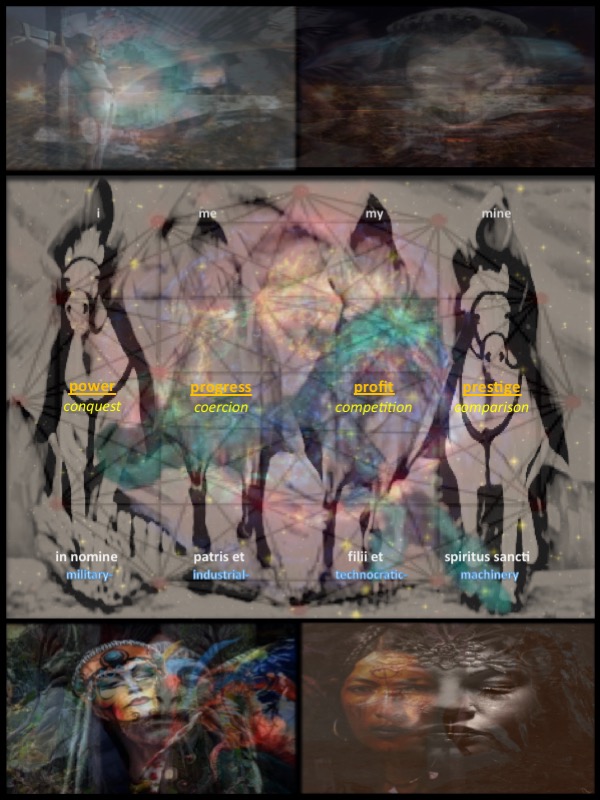 i me my mine
power progress profit prestige
conquest coercion competition comparison
in nomine patris et filii et spiritus sancti
military- industrial- technocratic- machinery